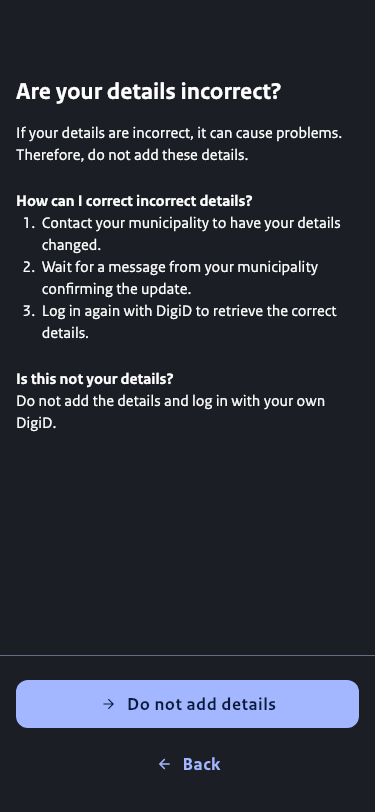 Are your details incorrect?
If your details are incorrect, it can cause problems.
Therefore, do not add these details.
How can I correct incorrect details?
1. Contact your municipality to have your details
changed.
2. Wait for a message from your municipality
confirming the update.
3. Log in again with DigiD to retrieve the correct
details.
Is this not your details?
Do not add the details and log in with your own
DigiD.
Do not add details
Back